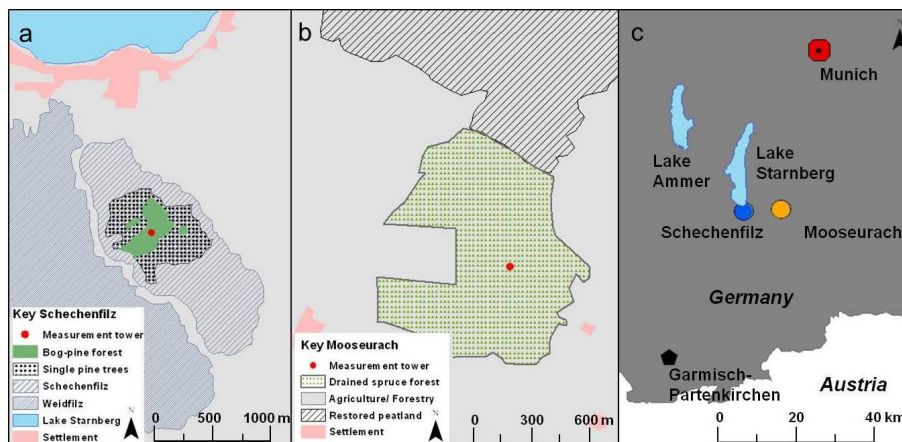 a
Key Schechenfilz
Measurement tower
Bog-pine forest
Single pine trees
Schechenfilz
Weidfilz
Lake Starnberg
Settlement
N
0 500 1000 m
b
Key Mooseurach
Measurement tower
Drained spruce forest
Agriculture/ Forestry
Restored peatland
Settlement
N
0 300 600 m
c
N
Munich
Lake
Ammer
Lake
Starnberg
Schechenfilz
Mooseurach
Germany
Garmisch-
Partenkirchen
Austria
0 20 40 km